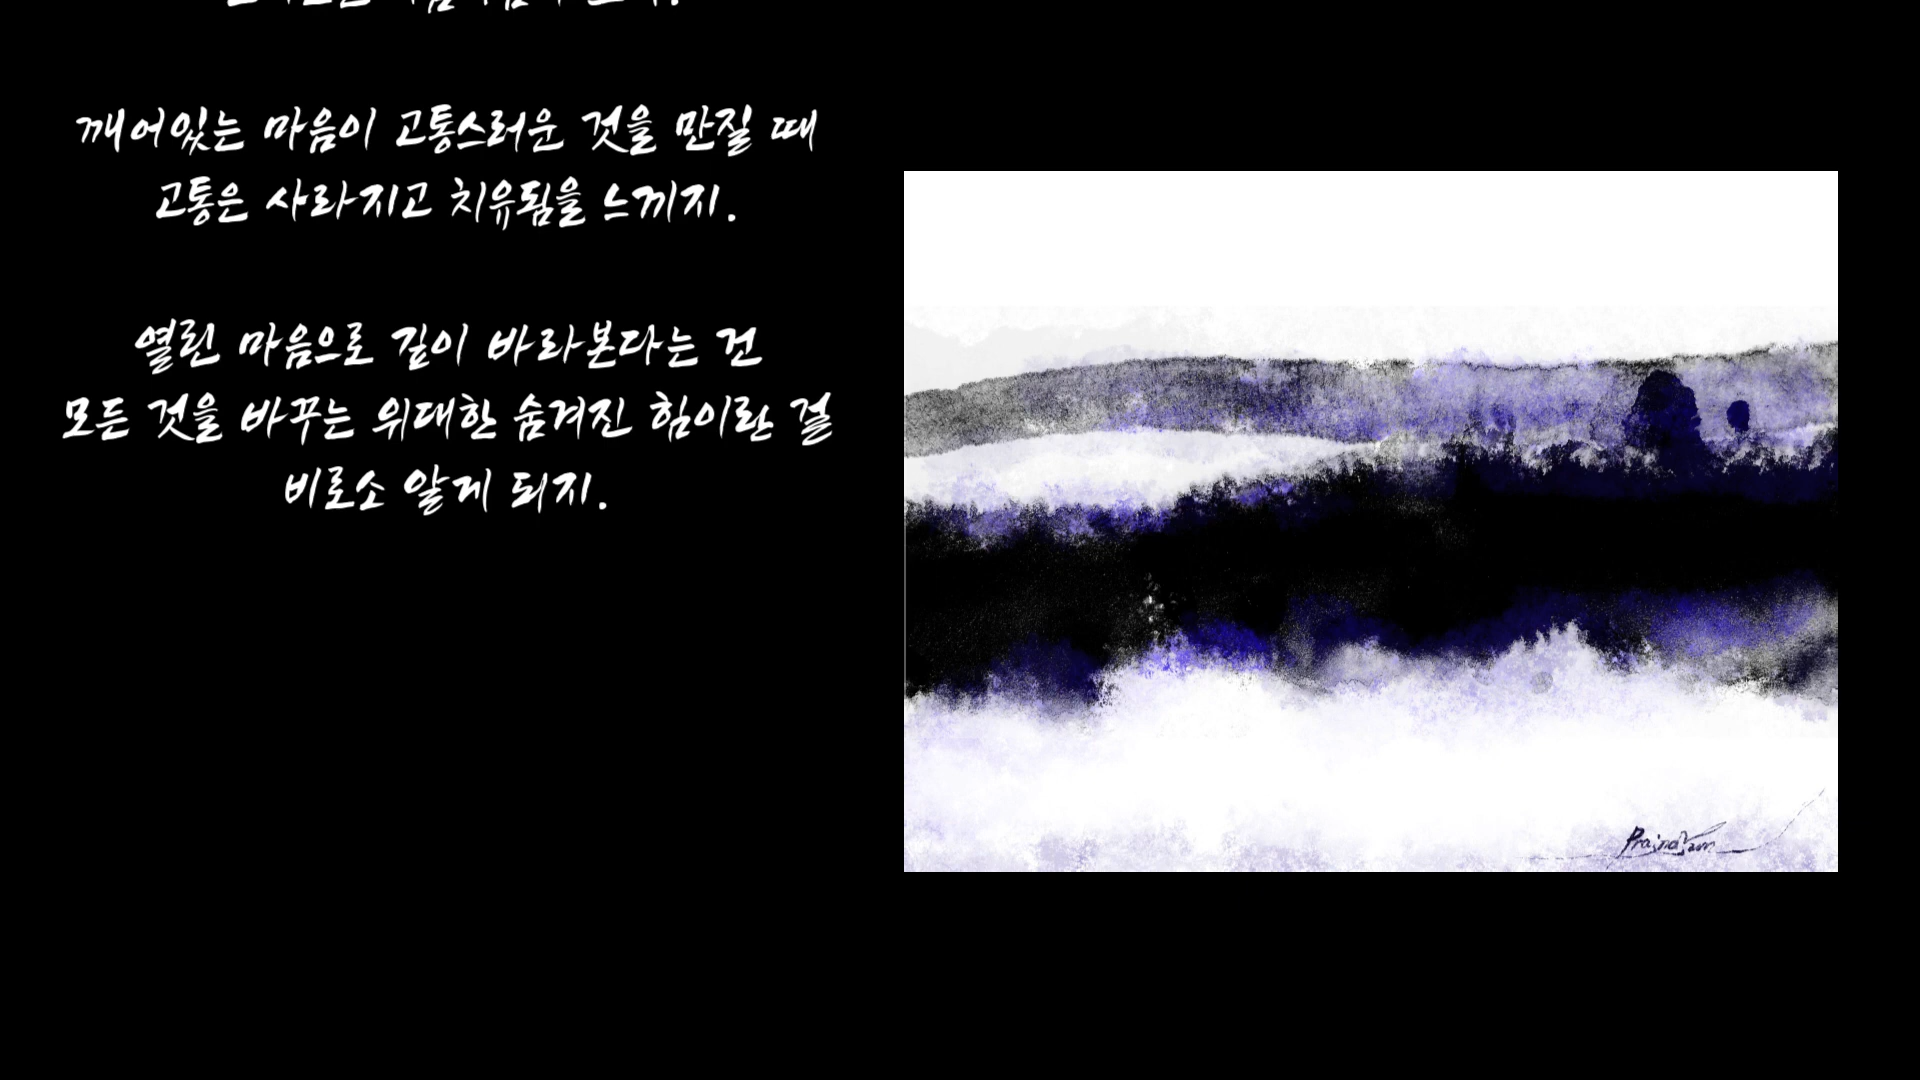 깨어있는 마음이 고통스러운 것을 만질 때
고통은 사라지고 치유됨을 느끼지.
열린 마음으로 깊이 바라본다는 건
모든 것을 바꾸는 위대한 숨겨진 힘이란 걸
비로소 알게 되지.